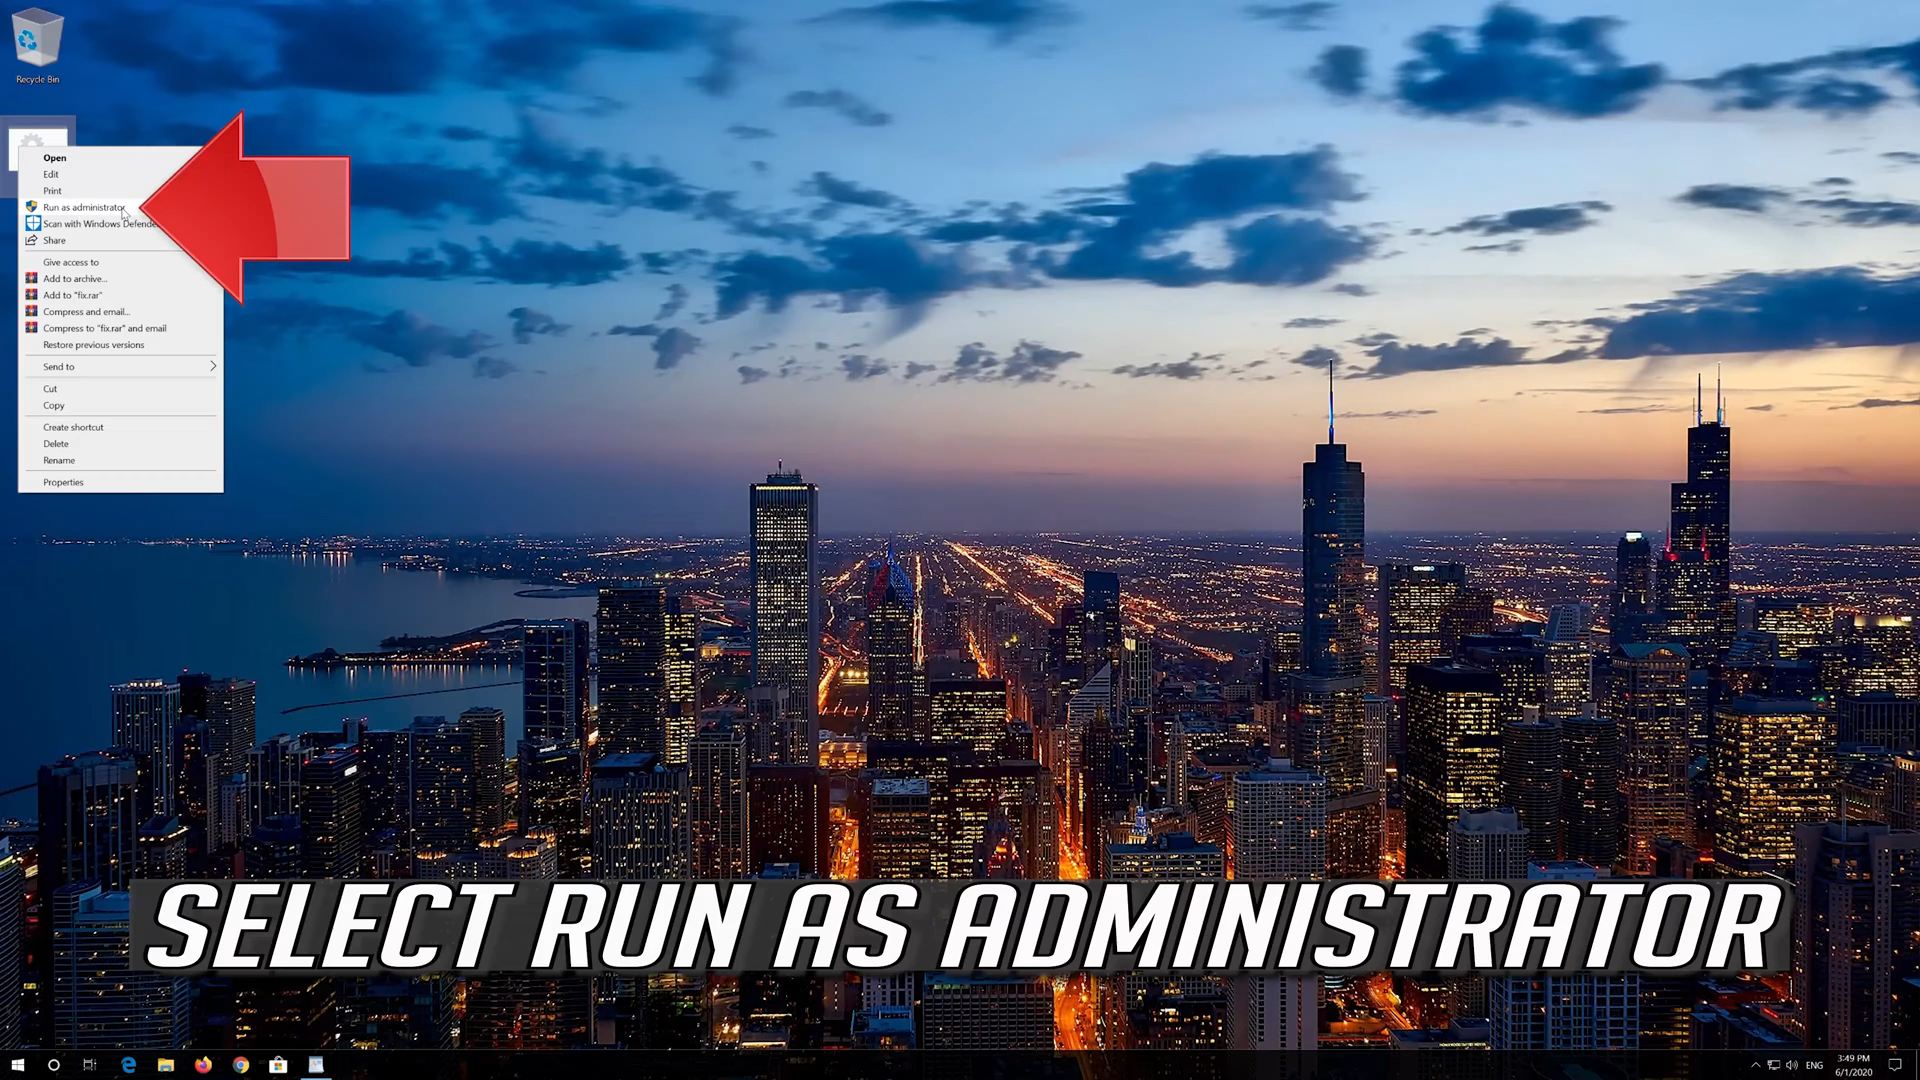 Recycle Bin
Open
Edit
Print
Run as administrator
Scan with Windows Defende
Share
Give access to
Add to archive...
Add to "fix.rar"
Compress and email...
Compress to "fix.rar" and email
Restore previous versions
Send to
Cut
Copy
Create shortcut
Delete
Rename
Properties
SELECT RUN AS ADMINISTRATOR
ENG
3:49 PM
6/1/2020